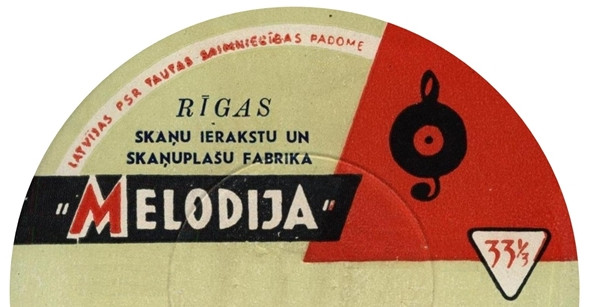 LATVIJAS PSR TAUTAS SAIMNIECĪBAS PADOME
RĪGAS
SKAŅU IERAKSTU UN
SKAŅUPLAŠU FABRIKA
"MELODIJA"
33⅓